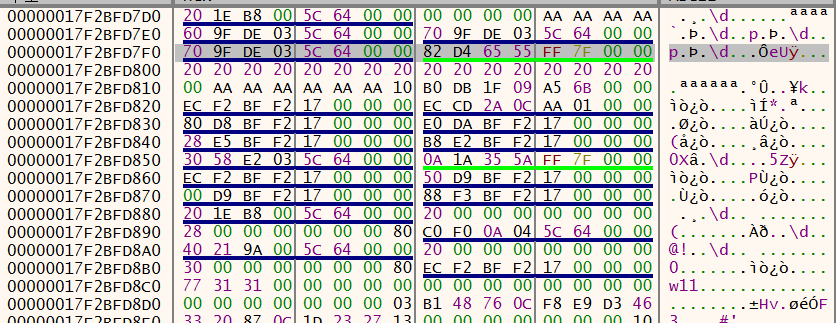 00000017F2BFD7D0 20 1E B8 00 5C 64 00 00 00 00 00 00 AA AA AA AA . ¸.\d......ªªªª
00000017F2BFD7E0 60 9F DE 03 5C 64 00 00 70 9F DE 03 5C 64 00 00 `.Þ.\d..p.Þ.\d..
00000017F2BFD7F0 70 9F DE 03 5C 64 00 00 82 D4 65 55 FF 7F 00 00 p.Þ.\d...ÔeUÿ...
00000017F2BFD800 20 20 20 20 20 20 20 20 20 20 20 20 20 20 20 20
00000017F2BFD810 00 AA AA AA AA AA AA 10 B0 DB 1F 09 A5 6B 00 00 .ªªªªªª.°Û..¥k..
00000017F2BFD820 EC F2 BF F2 17 00 00 00 EC CD 2A 0C AA 01 00 00 ìò¿ò....ìÍ*.ª...
00000017F2BFD830 80 D8 BF F2 17 00 00 00 E0 DA BF F2 17 00 00 00 .Ø¿ò....àÚ¿ò....
00000017F2BFD840 28 E5 BF F2 17 00 00 00 B8 E2 BF F2 17 00 00 00 (å¿ò....¸â¿ò....
00000017F2BFD850 30 58 E2 03 5C 64 00 00 0A 1A 35 5A FF 7F 00 00 0Xâ.\d....5Zÿ...
00000017F2BFD860 EC F2 BF F2 17 00 00 00 50 D9 BF F2 17 00 00 00 ìò¿ò....PÙ¿ò....
00000017F2BFD870 00 D9 BF F2 17 00 00 00 88 F3 BF F2 17 00 00 00 .Ù¿ò.....ó¿ò....
00000017F2BFD880 20 1E B8 00 5C 64 00 00 20 00 00 00 00 00 00 00 . ¸.\d.. .......
00000017F2BFD890 28 00 00 00 00 00 00 80 C0 F0 0A 04 5C 64 00 00 (.......Àð..\d..
00000017F2BFD8A0 40 21 9A 00 5C 64 00 00 20 00 00 00 00 00 00 00 @!..\d.. .......
00000017F2BFD8B0 30 00 00 00 00 00 00 80 EC F2 BF F2 17 00 00 00 0.......ìò¿ò....
00000017F2BFD8C0 77 31 31 00 00 00 00 00 00 00 00 00 00 00 00 00 w11.............
00000017F2BFD8D0 00 00 00 00 00 00 00 03 B1 48 76 0C F8 E9 D3 46 ........±Hv.øéÓF